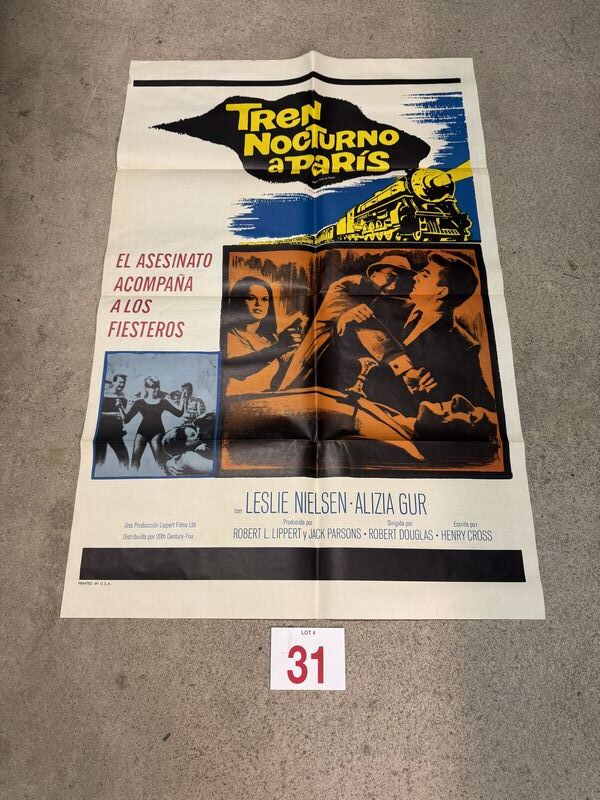 TREN
NOCTURNO
a PARÍS
EL ASESINATO
ACOMPAÑA
A LOS
FIESTEROS
con LESLIE NIELSEN · ALIZIA GUR
Una Producción Lippert Films Ltd.
Distribuída por 20th Century-Fox
Producida por
ROBERT L. LIPPERT y JACK PARSONS
Dirigida por
ROBERT DOUGLAS
Escrita por
HENRY CROSS
PRINTED IN U.S.A.
LOT #
31